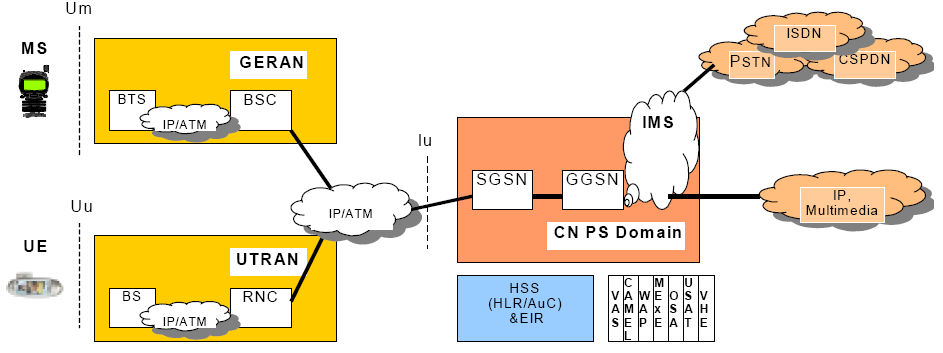 Um
MS
GERAN
BTS
BSC
IP/ATM
Iu
Uu
UE
UTRAN
BS
RNC
IP/ATM
IP/ATM
SGSN
GGSN
IMS
CN PS Domain
ISDN
PSTN
CSPDN
IP,
Multimedia
HSS
(HLR/AuC)
&EIR
VAS
CAMEL
WAP
MExE
OSA
USAT
VHE